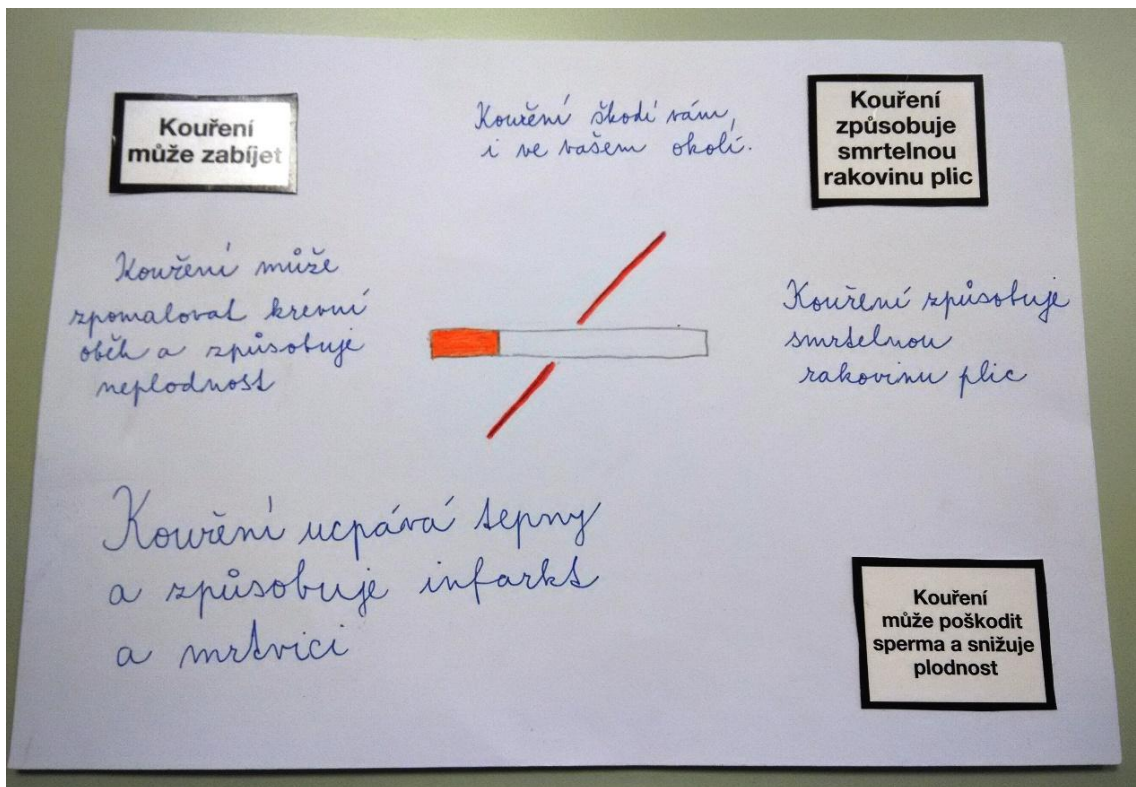 Kouření
může zabíjet
Kouření škodí vám,
i ve vašem okolí.
Kouření
způsobuje
smrtelnou
rakovinu plic
Kouření může
zpomalovat krevní
oběh a způsobuje
neplodnost
Kouření způsobuje
smrtelnou
rakovinu plic
Kouření ucpává tepny
a způsobuje infarkt
a mrtvici
Kouření
může poškodit
sperma a snižuje
plodnost